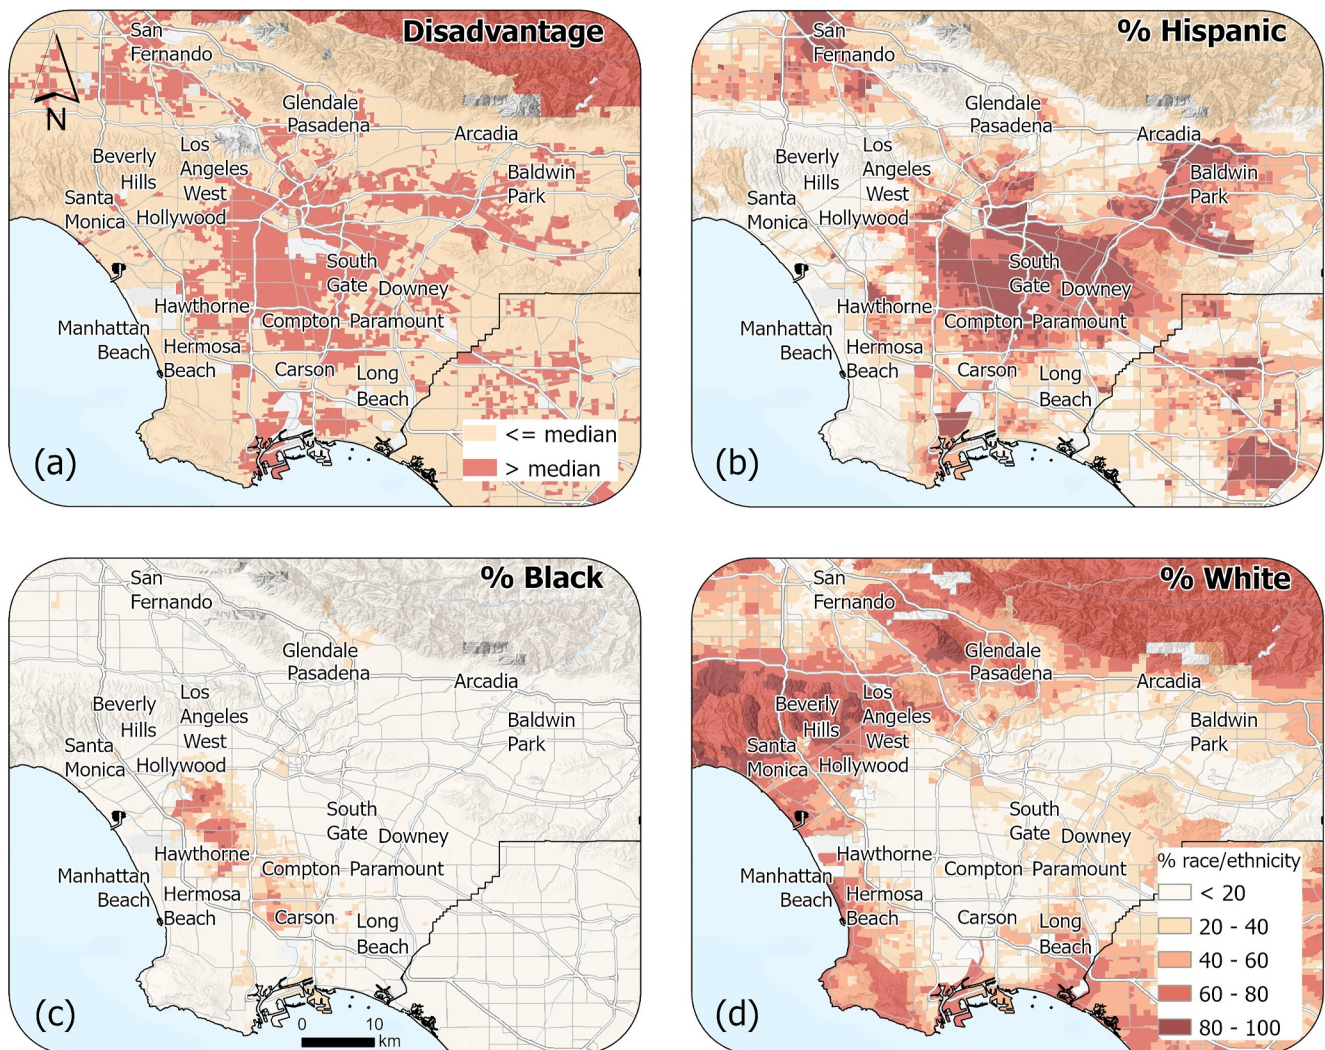 Disadvantage
San
Fernando
N
Glendale
Pasadena
Arcadia
Los
Angeles
Beverly
Hills
West
Hollywood
Santa
Monica
Baldwin
Park
South
Gate
Downey
Hawthorne
Compton
Paramount
Manhattan
Beach
Hermosa
Beach
Carson
Long
Beach
<= median
> median
(a)
% Hispanic
San
Fernando
Glendale
Pasadena
Arcadia
Los
Angeles
Beverly
Hills
West
Hollywood
Santa
Monica
Baldwin
Park
South
Gate
Downey
Hawthorne
Compton
Paramount
Manhattan
Beach
Hermosa
Beach
Carson
Long
Beach
(b)
% Black
San
Fernando
Glendale
Pasadena
Arcadia
Los
Angeles
Beverly
Hills
West
Hollywood
Santa
Monica
Baldwin
Park
South
Gate
Downey
Hawthorne
Compton
Paramount
Manhattan
Beach
Hermosa
Beach
Carson
Long
Beach
(c)
0 10
km
% White
San
Fernando
Glendale
Pasadena
Arcadia
Los
Angeles
Beverly
Hills
West
Hollywood
Santa
Monica
Baldwin
Park
South
Gate
Downey
Hawthorne
Compton
Paramount
Manhattan
Beach
Hermosa
Beach
Carson
Long
Beach
% race/ethnicity
< 20
20 - 40
40 - 60
60 - 80
80 - 100
(d)